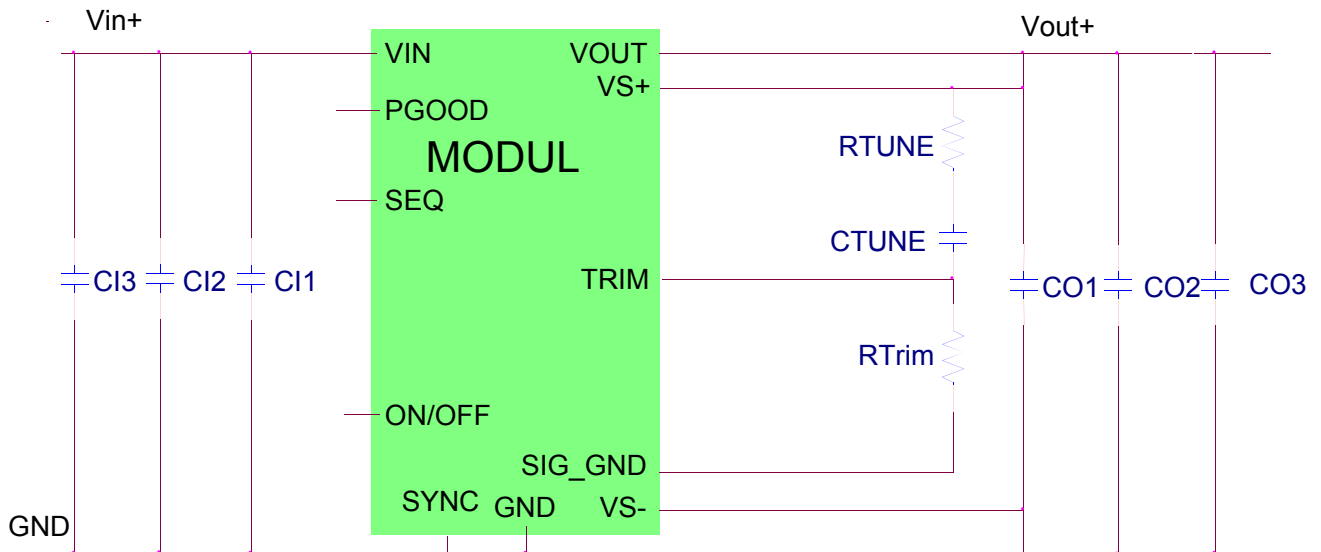 Vin+
Vout+
VIN
VOUT
VS+
PGOOD
RTUNE
MODUL
SEQ
CTUNE
TRIM
CI3
CI2
CI1
CO1
CO2
CO3
RTrim
ON/OFF
SIG_GND
SYNC
GND
VS-
GND